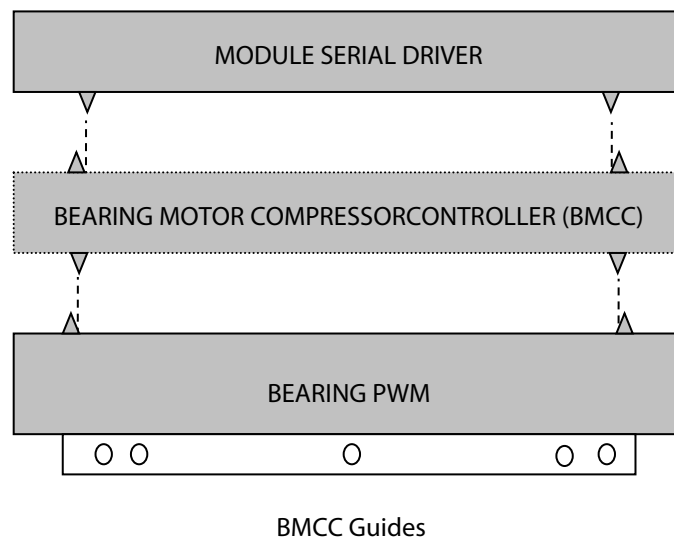 MODULE SERIAL DRIVER
BEARING MOTOR COMPRESSORCONTROLLER (BMCC)
BEARING PWM
BMCC Guides